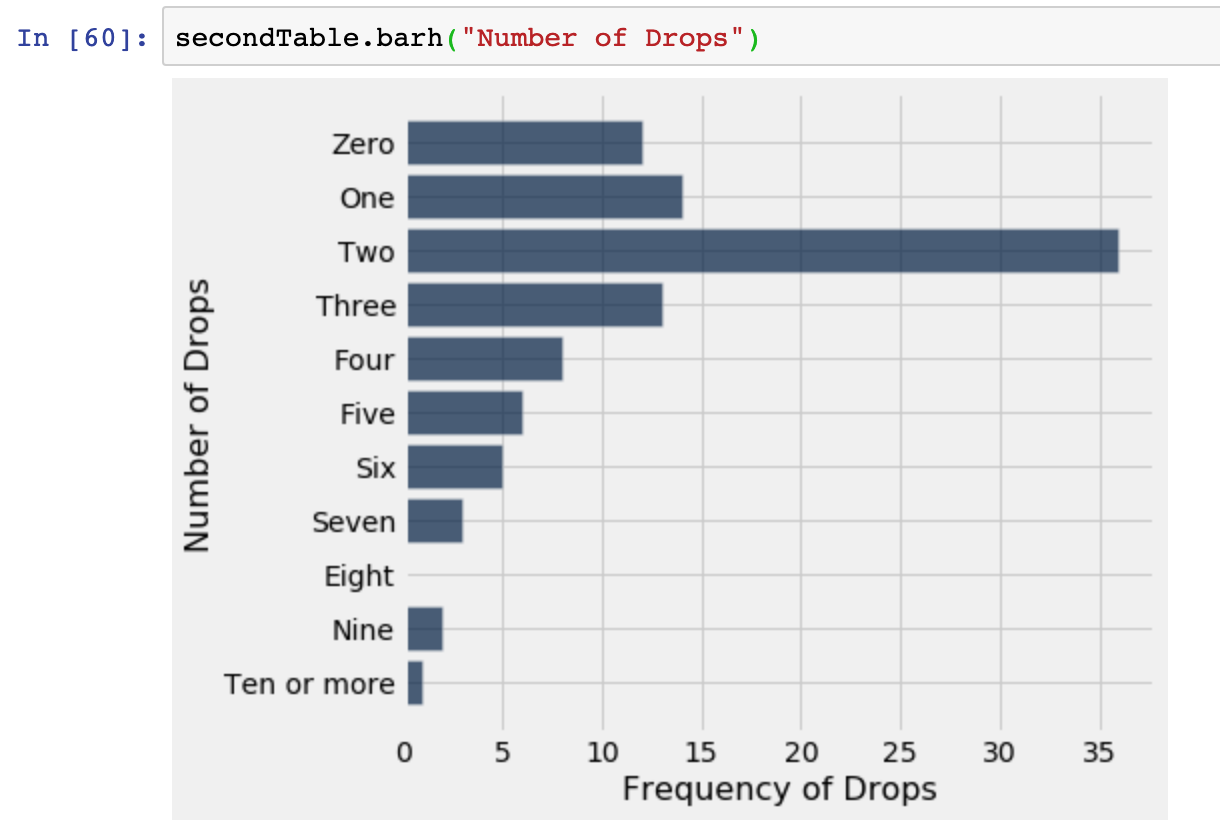 In [60]: secondTable.barh("Number of Drops")
Number of Drops
Zero
One
Two
Three
Four
Five
Six
Seven
Eight
Nine
Ten or more
0 5 10 15 20 25 30 35
Frequency of Drops